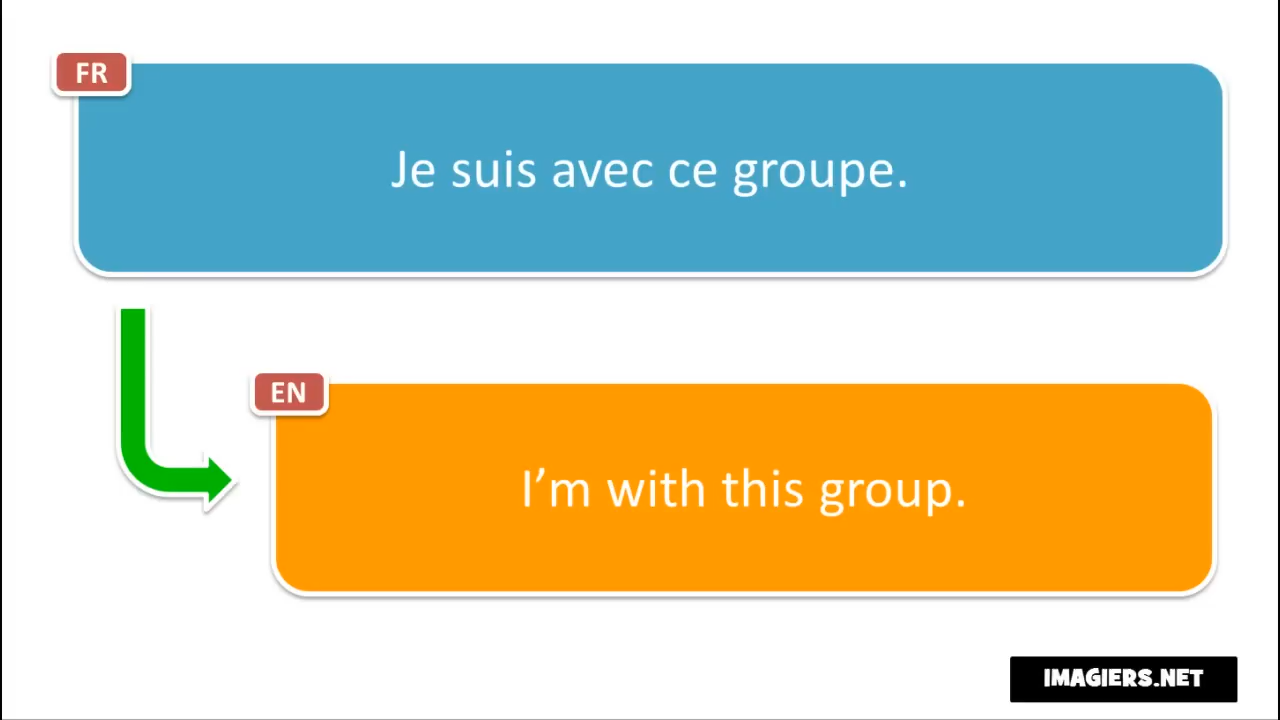 FR
Je suis avec ce groupe.
EN
I’m with this group.
IMAGIERS.NET